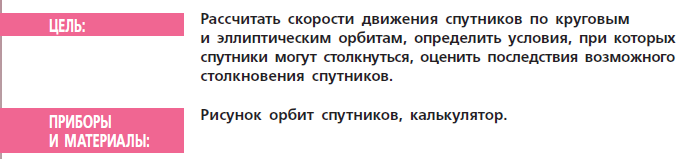 ЦЕЛЬ:
Рассчитать скорости движения спутников по круговым
и эллиптическим орбитам, определить условия, при которых
спутники могут столкнуться, оценить последствия возможного
столкновения спутников.
ПРИБОРЫ
И МАТЕРИАЛЫ:
Рисунок орбит спутников, калькулятор.